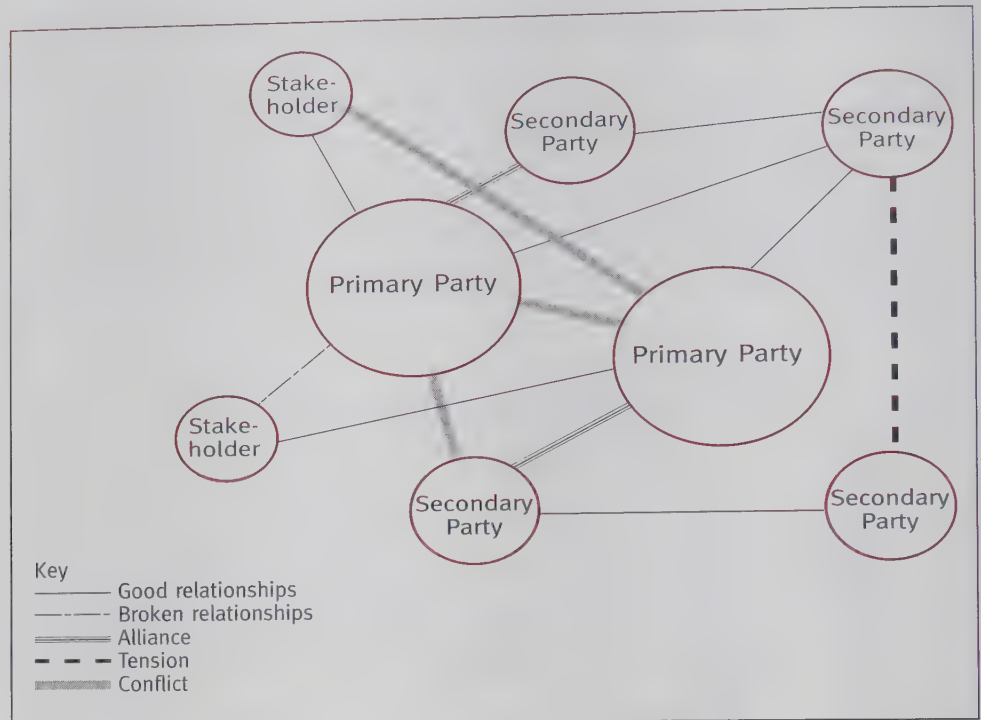 Stake-
holder
Secondary
Party
Secondary
Party
Primary Party
Primary Party
Stake-
holder
Secondary
Party
Secondary
Party
Key
Good relationships
Broken relationships
Alliance
Tension
Conflict